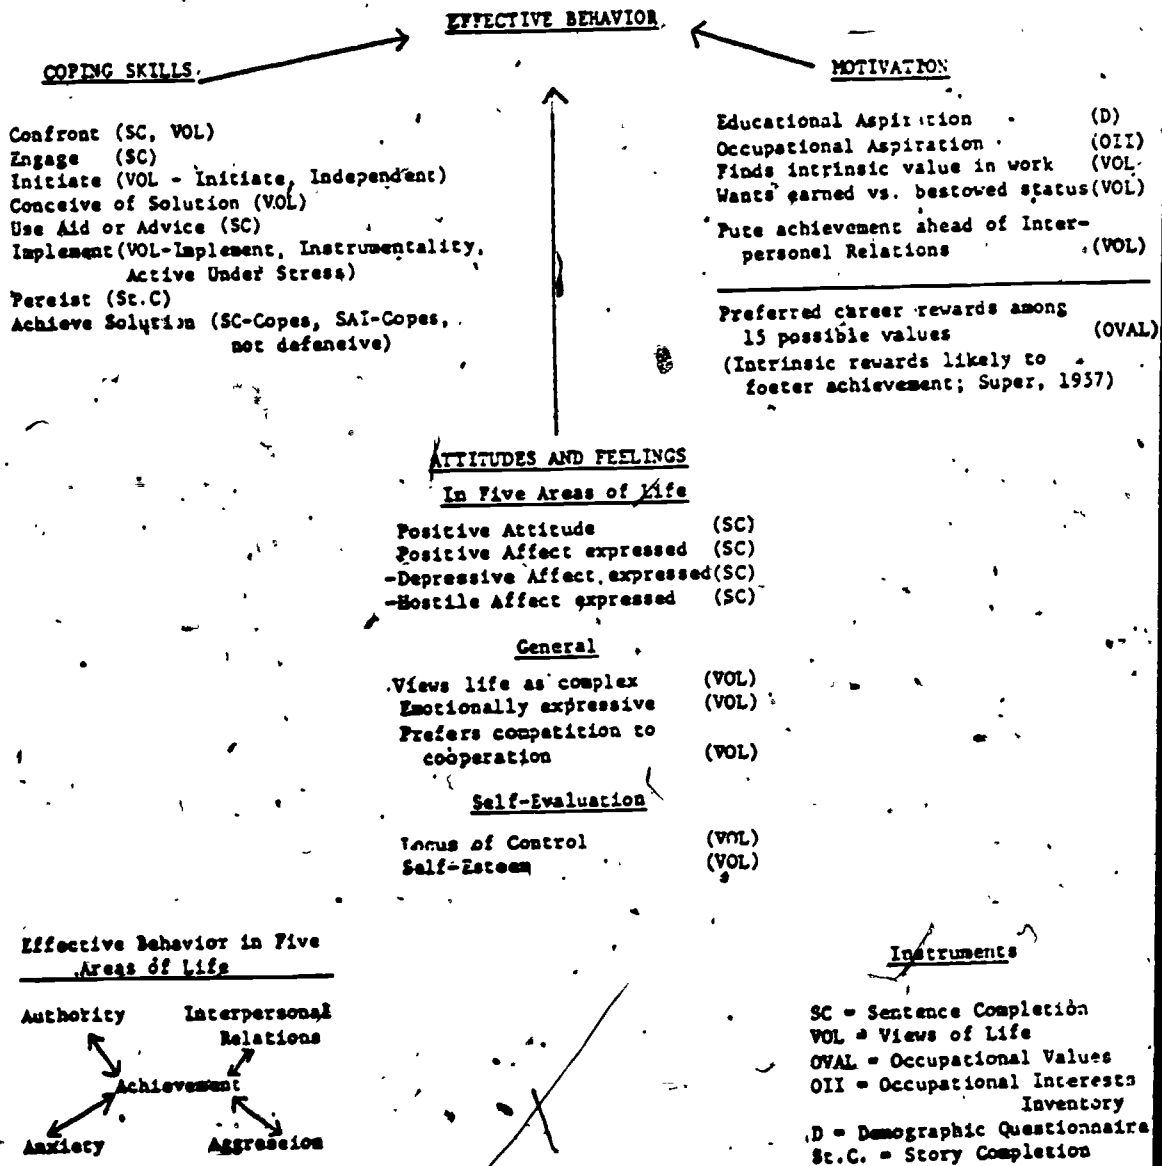 EFFECTIVE BEHAVIOR
COPING SKILLS
Confront (SC, VOL)
Engage (SC)
Initiate (VOL - Initiate, Independent)
Conceive of Solution (VOL)
Use Aid or Advice (SC)
Implement(VOL-Implement, Instrumentality,
Active Under Stress)
Persist (St.C)
Achieve Solution (SC-Copes, SAI-Copes,
not defensive)
MOTIVATION
Educational Aspiration (D)
Occupational Aspiration (OII)
Finds intrinsic value in work (VOL
Wants earned vs. bestowed status(VOL)
Puts achievement ahead of Inter-
personel Relations (VOL)
Preferred career rewards among
15 possible values (OVAL)
(Intrinsic rewards likely to
foster achievement; Super, 1957)
ATTITUDES AND FEELINGS
In Five Areas of Life
Positive Attitude (SC)
Positive Affect expressed (SC)
-Depressive Affect expressed(SC)
-Hostile Affect expressed (SC)
General
Views life as complex (VOL)
Emotionally expressive (VOL)
Prefers competition to
cooperation (VOL)
Self-Evaluation
Locus of Control (VOL)
Self-Esteem (VOL)
Effective Behavior in Five
Areas of Life
Authority Interpersonal
Relations
Achievement
Anxiety Aggression
Instruments
SC = Sentence Completion
VOL = Views of Life
OVAL = Occupational Values
OII = Occupational Interests
Inventory
D = Demographic Questionnaire
St.C. = Story Completion